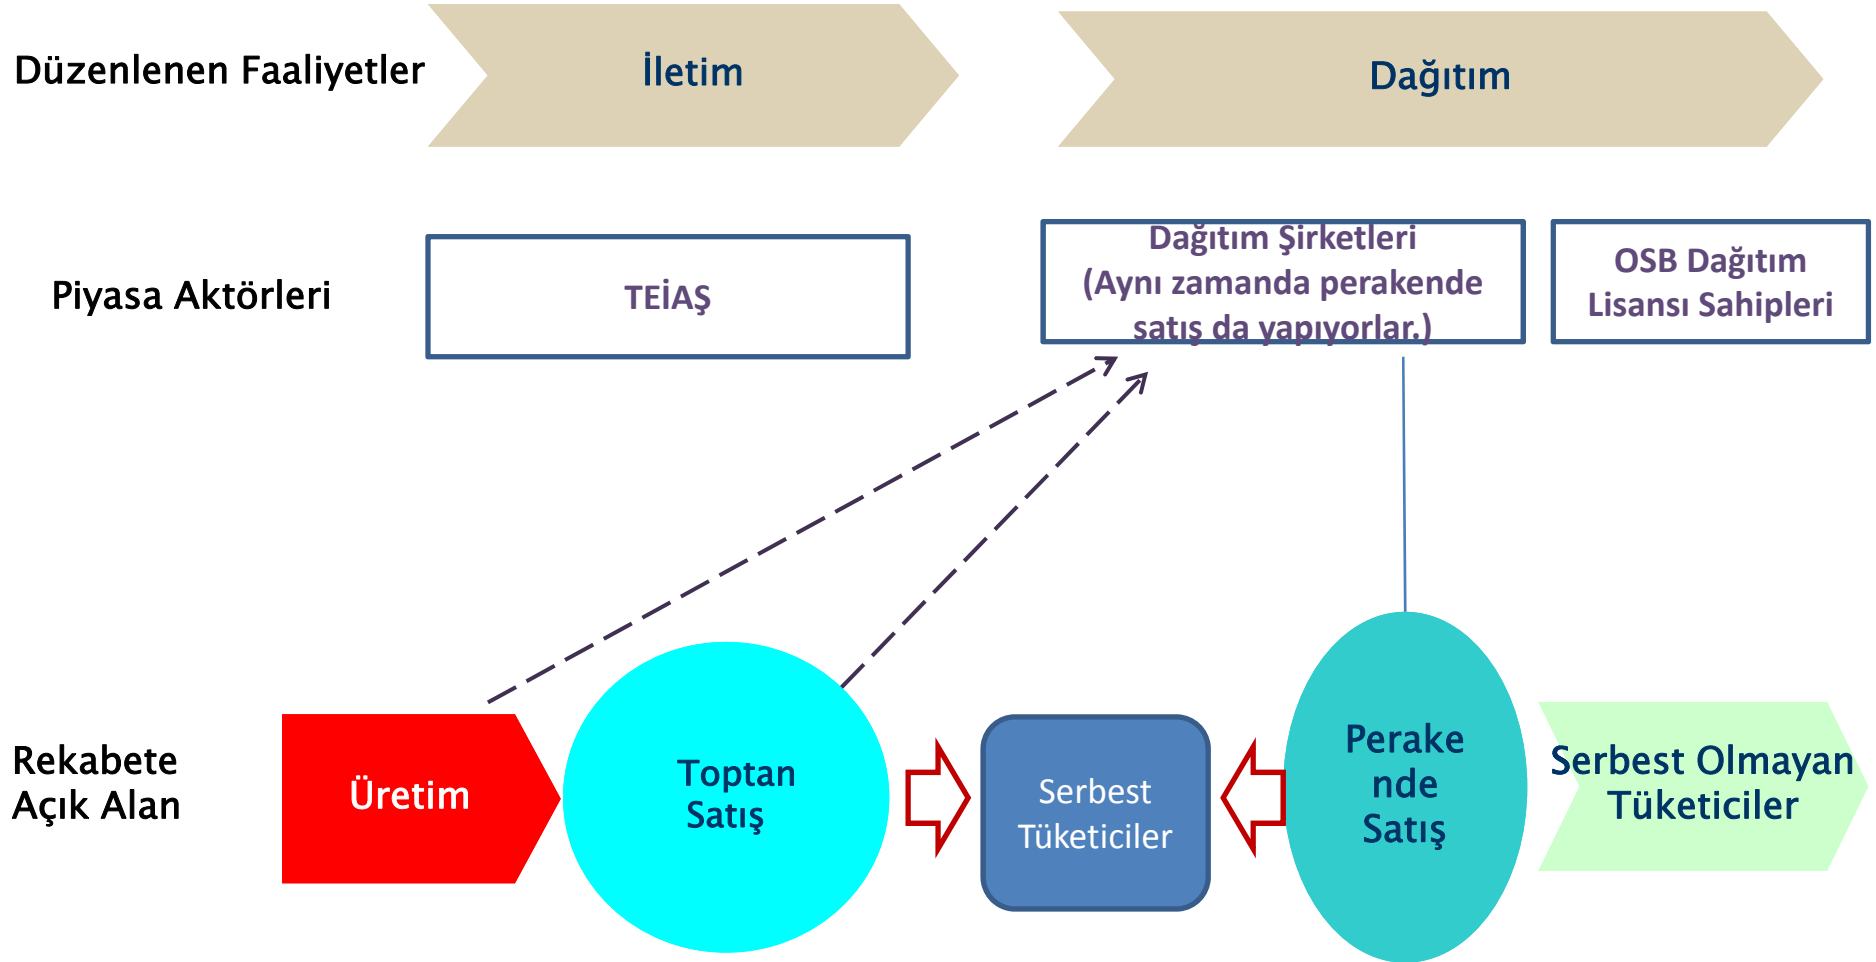 Düzenlenen Faaliyetler
İletim
Dağıtım
Piyasa Aktörleri
TEİAŞ
Dağıtım Şirketleri
(Aynı zamanda perakende
satış da yapıyorlar.)
OSB Dağıtım
Lisansı Sahipleri
Rekabete
Açık Alan
Üretim
Toptan
Satış
Serbest
Tüketiciler
Perake
nde
Satış
Serbest Olmayan
Tüketiciler